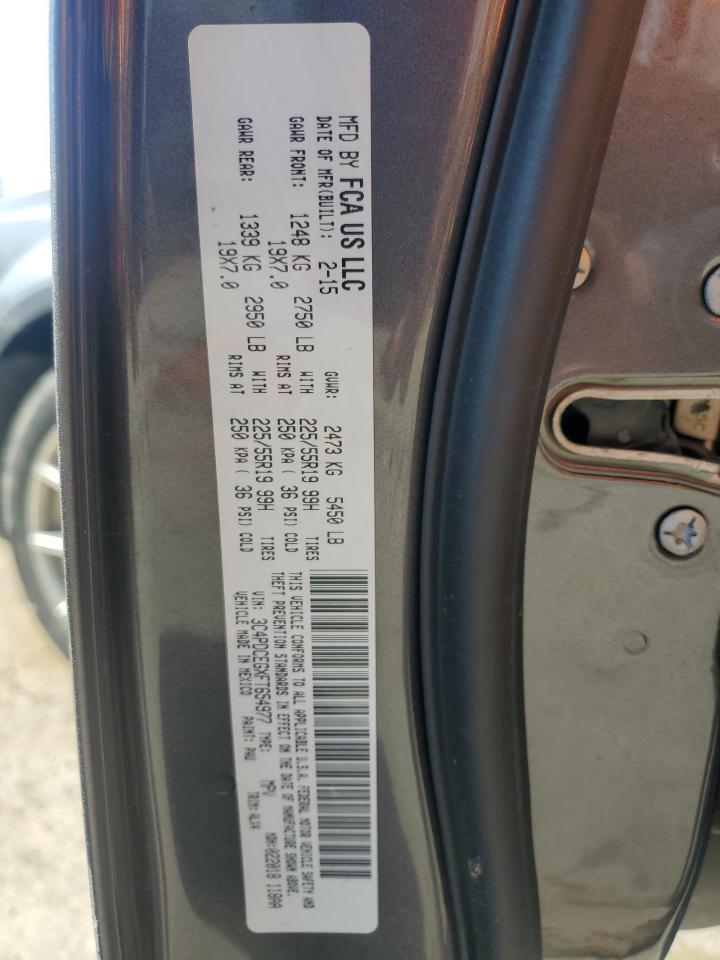 MFD BY FCA US LLC
DATE OF MFR(BUILT): 2-15 GVWR: 2473 KG 5450 LB
GAWR FRONT: 1248 KG 2750 LB WITH 225/55R19 99H TIRES
19X7.0 RIMS AT 250 KPA ( 36 PSI) COLD
GAWR REAR: 1339 KG 2950 LB WITH 225/55R19 99H TIRES
19X7.0 RIMS AT 250 KPA ( 36 PSI) COLD
THIS VEHICLE CONFORMS TO ALL APPLICABLE U.S.A. FEDERAL MOTOR VEHICLE SAFETY AND
THEFT PREVENTION STANDARDS IN EFFECT ON THE DATE OF MANUFACTURE SHOWN ABOVE.
VIN: 3C4PDCEGXFT654977 TYPE: MPV MDH:022018 118AA
VEHICLE MADE IN MEXICO PAINT: PAU TRIM: